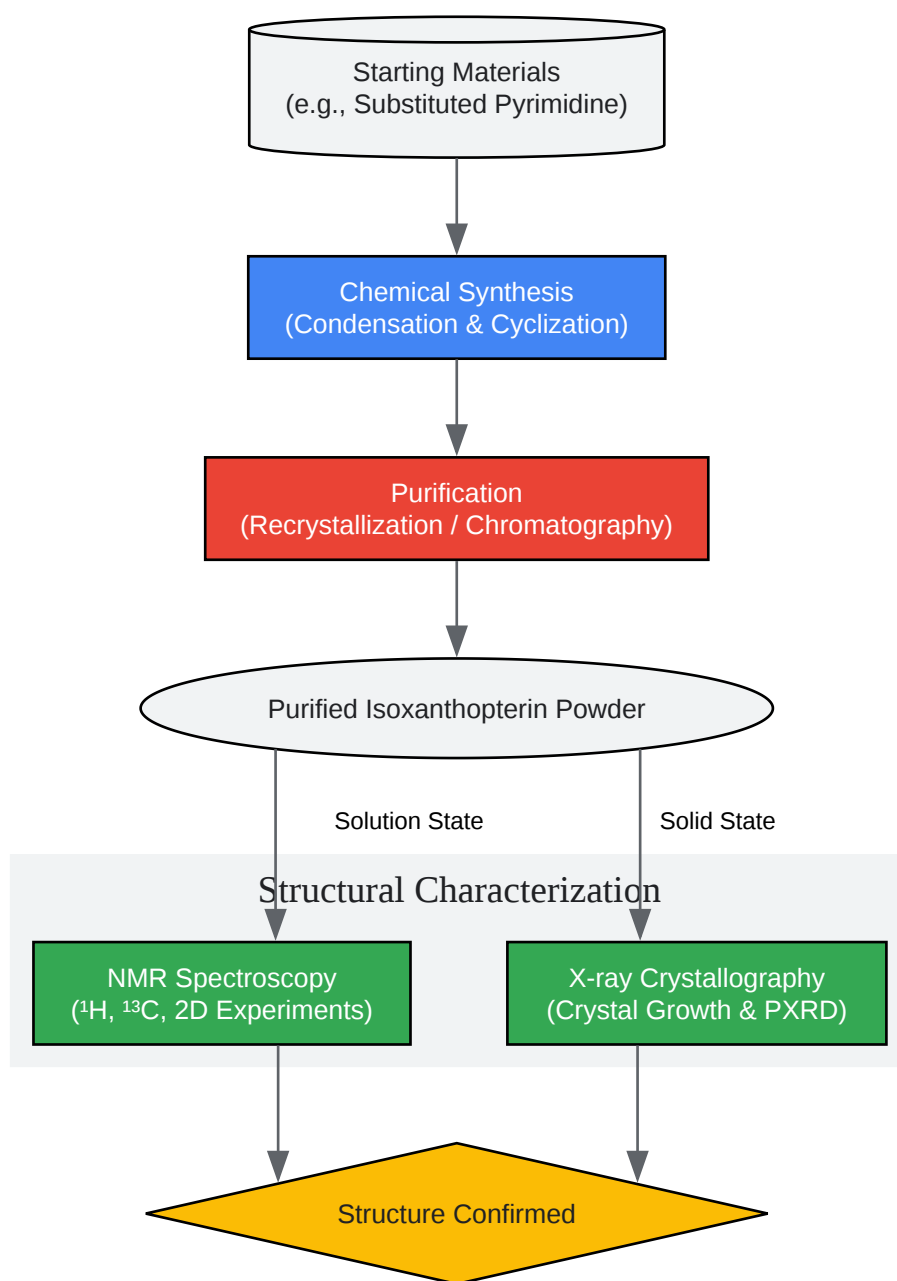 Starting Materials
(e.g., Substituted Pyrimidine)
Chemical Synthesis
(Condensation & Cyclization)
Purification
(Recrystallization / Chromatography)
Purified Isoxanthopterin Powder
Solution State
Solid State
Structural Characterization
NMR Spectroscopy
(¹H, ¹³C, 2D Experiments)
X-ray Crystallography
(Crystal Growth & PXRD)
Structure Confirmed